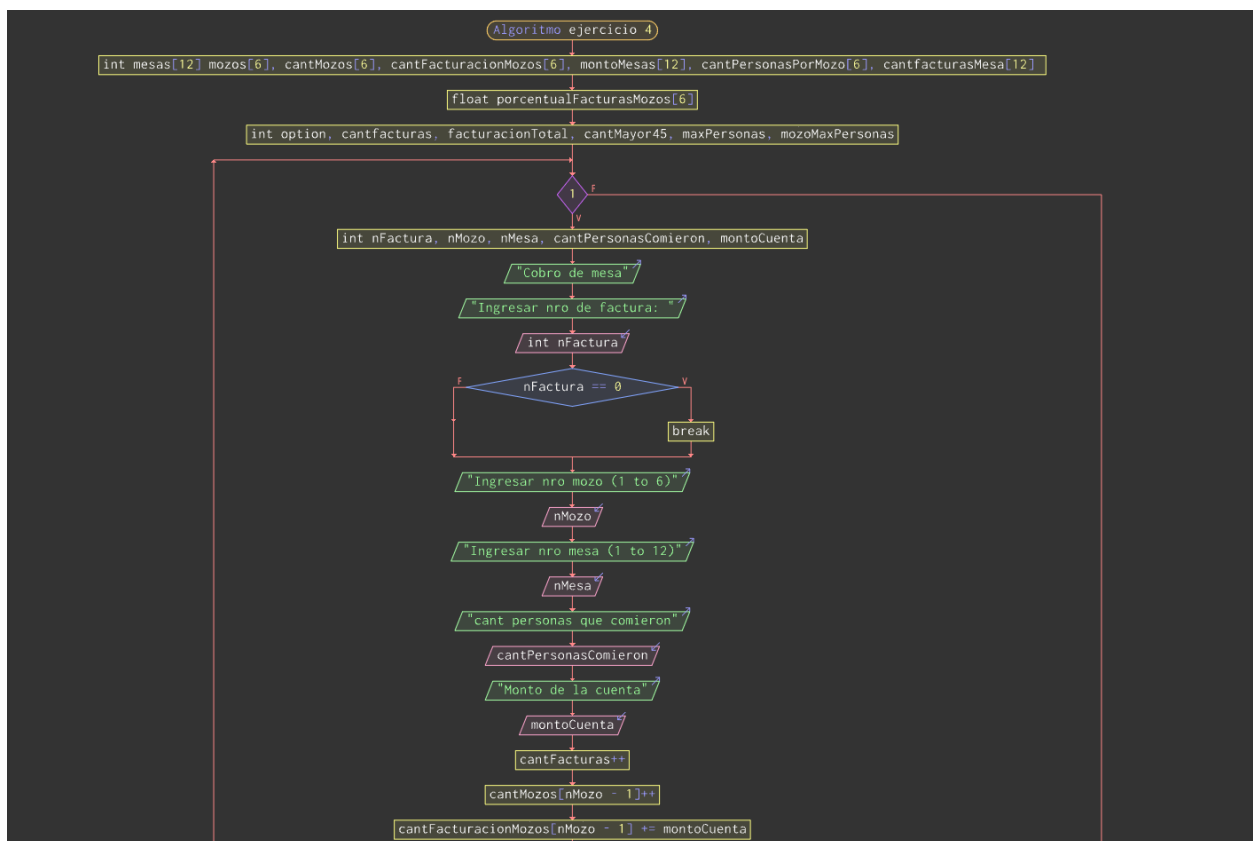 Algoritmo ejercicio 4
int mesas[12] mozos[6], cantMozos[6], cantFacturacionMozos[6], montoMesas[12], cantPersonasPorMozo[6], cantfacturasMesa[12]
float porcentualFacturasMozos[6]
int option, cantfacturas, facturacionTotal, cantMayor45, maxPersonas, mozoMaxPersonas
1
F
V
int nFactura, nMozo, nMesa, cantPersonasComieron, montoCuenta
"Cobro de mesa"
"Ingresar nro de factura: "
int nFactura
F nFactura == 0 V
break
"Ingresar nro mozo (1 to 6)"
nMozo
"Ingresar nro mesa (1 to 12)"
nMesa
"cant personas que comieron"
cantPersonasComieron
"Monto de la cuenta"
montoCuenta
cantFacturas++
cantMozos[nMozo - 1]++
cantFacturacionMozos[nMozo - 1] += montoCuenta